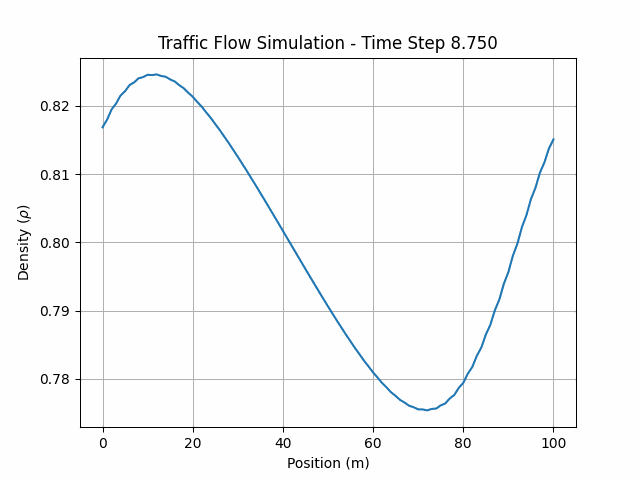 Traffic Flow Simulation - Time Step 8.750
0.82
0.81
0.80
0.79
0.78
Density (ρ)
0 20 40 60 80 100
Position (m)